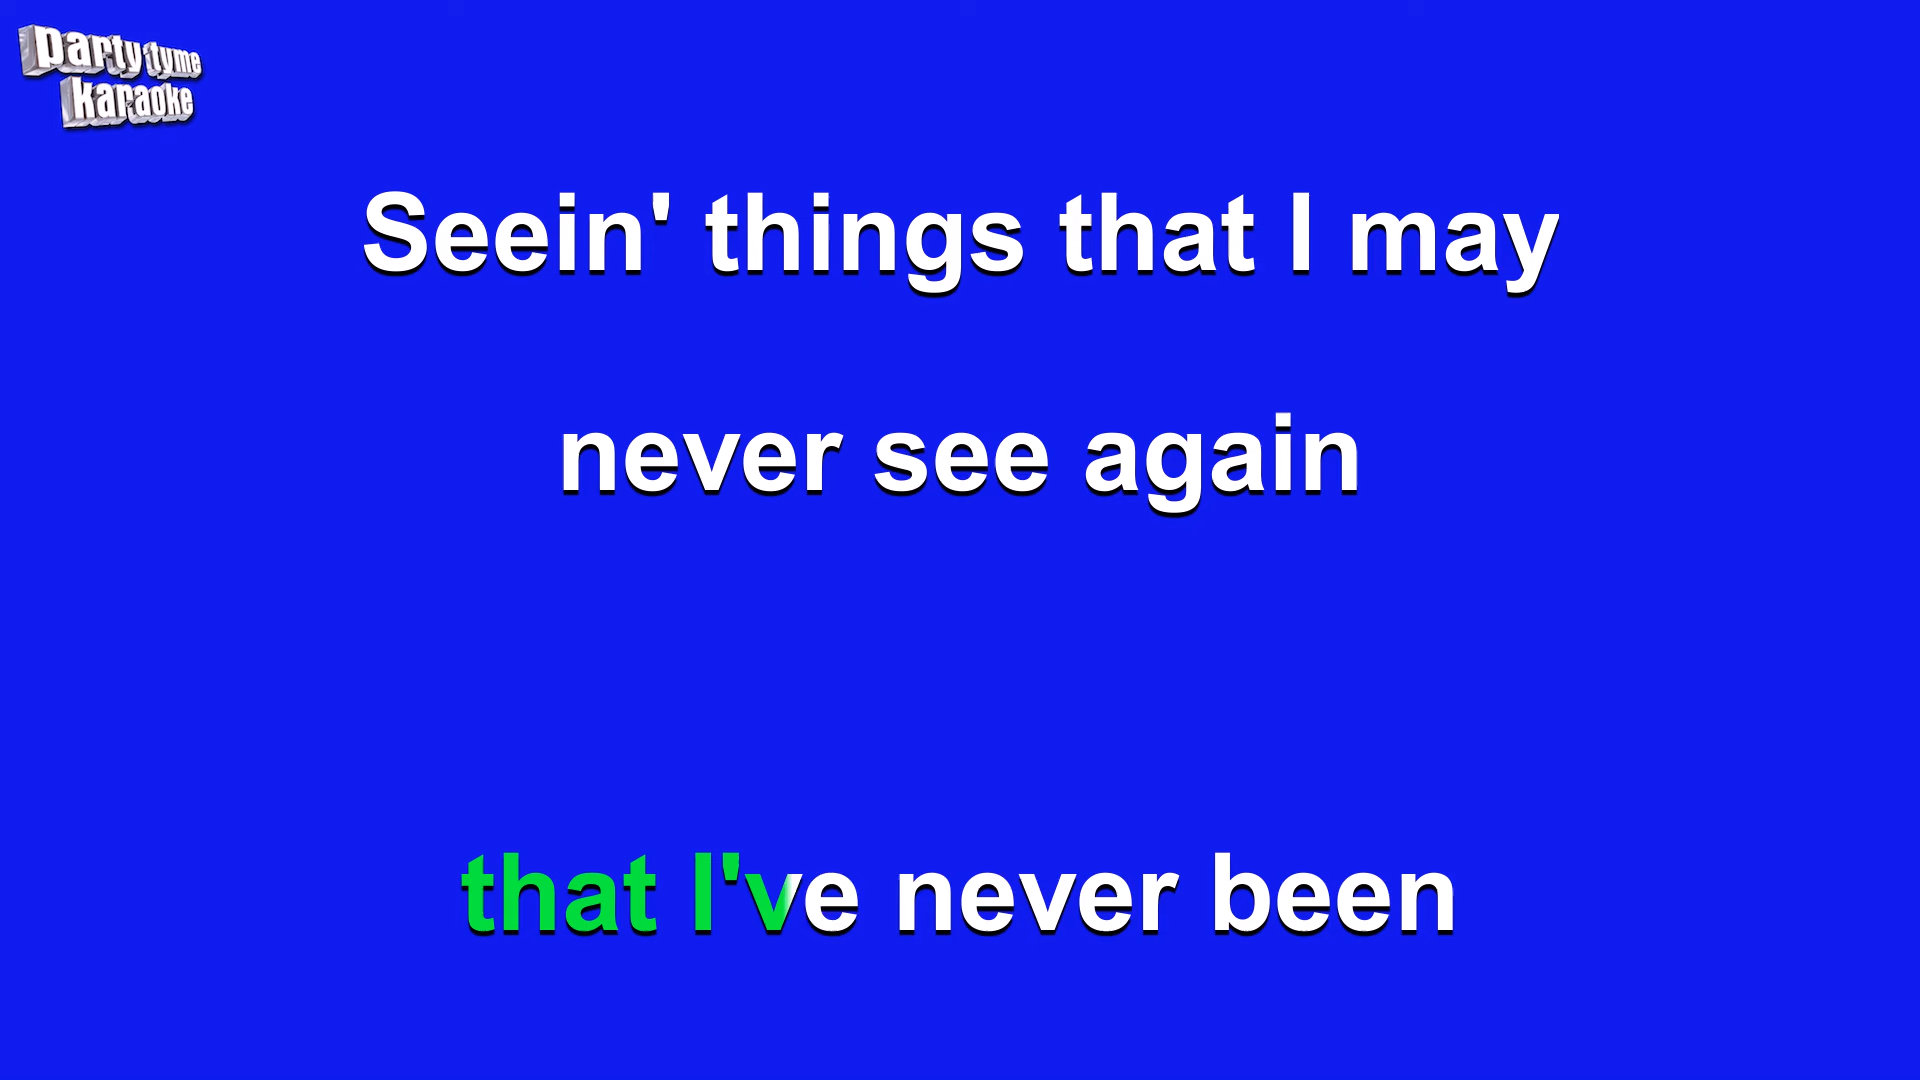 party tyme
karaoke
Seein' things that I may
never see again
that I've never been